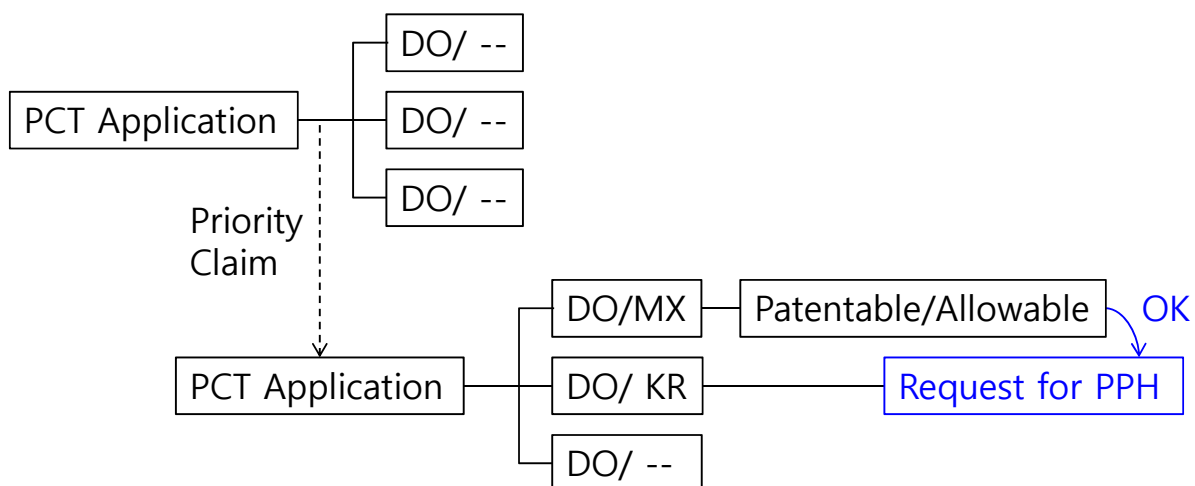 DO/ --
PCT Application
DO/ --
DO/ --
Priority
Claim
DO/MX
Patentable/Allowable
OK
PCT Application
DO/ KR
Request for PPH
DO/ --